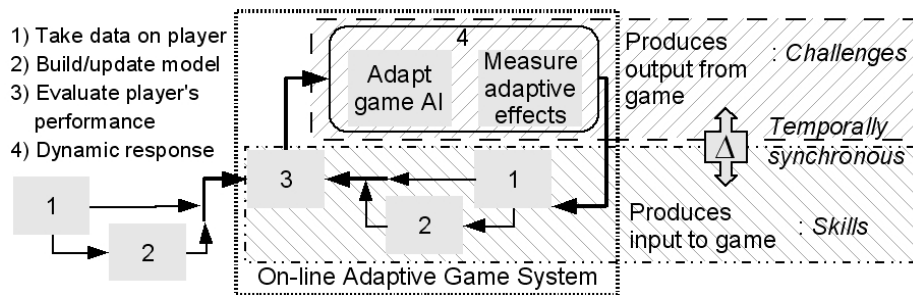 1) Take data on player
2) Build/update model
3) Evaluate player's
performance
4) Dynamic response
1
2
4
Adapt
game AI
Measure
adaptive
effects
3
1
2
On-line Adaptive Game System
Produces
output from
game
: Challenges
Δ
Temporally
synchronous
Produces
input to game
: Skills